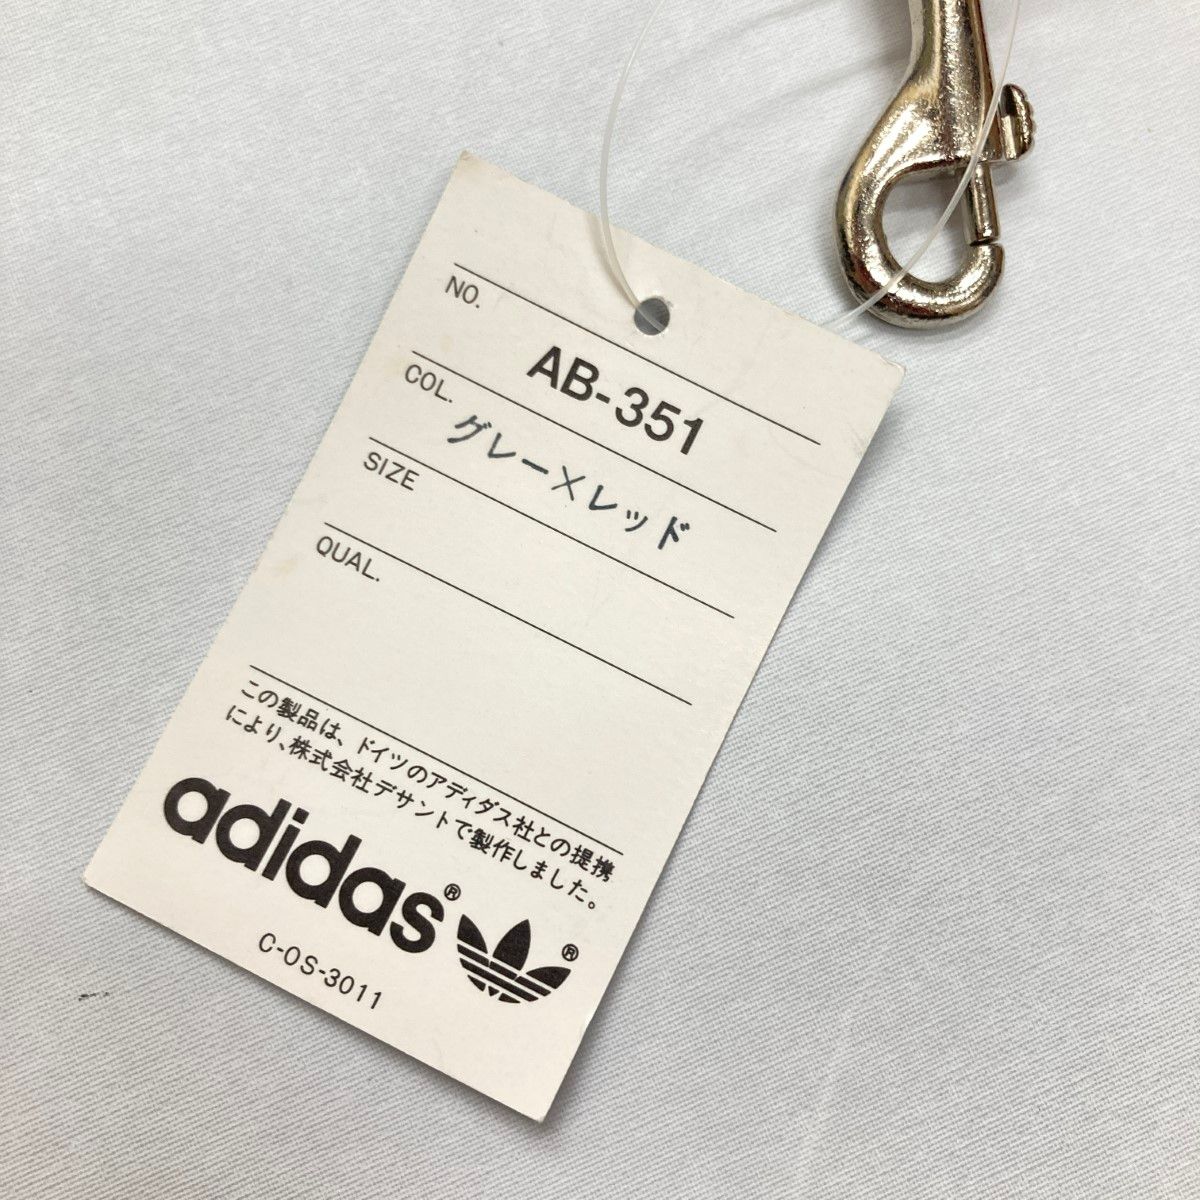 NO.
AB-351
COL.
グレー×レッド
SIZE
QUAL.
この製品は、ドイツのアディダス社との提携
により、株式会社デサントで製作しました。
adidas®
®
C-OS-3011